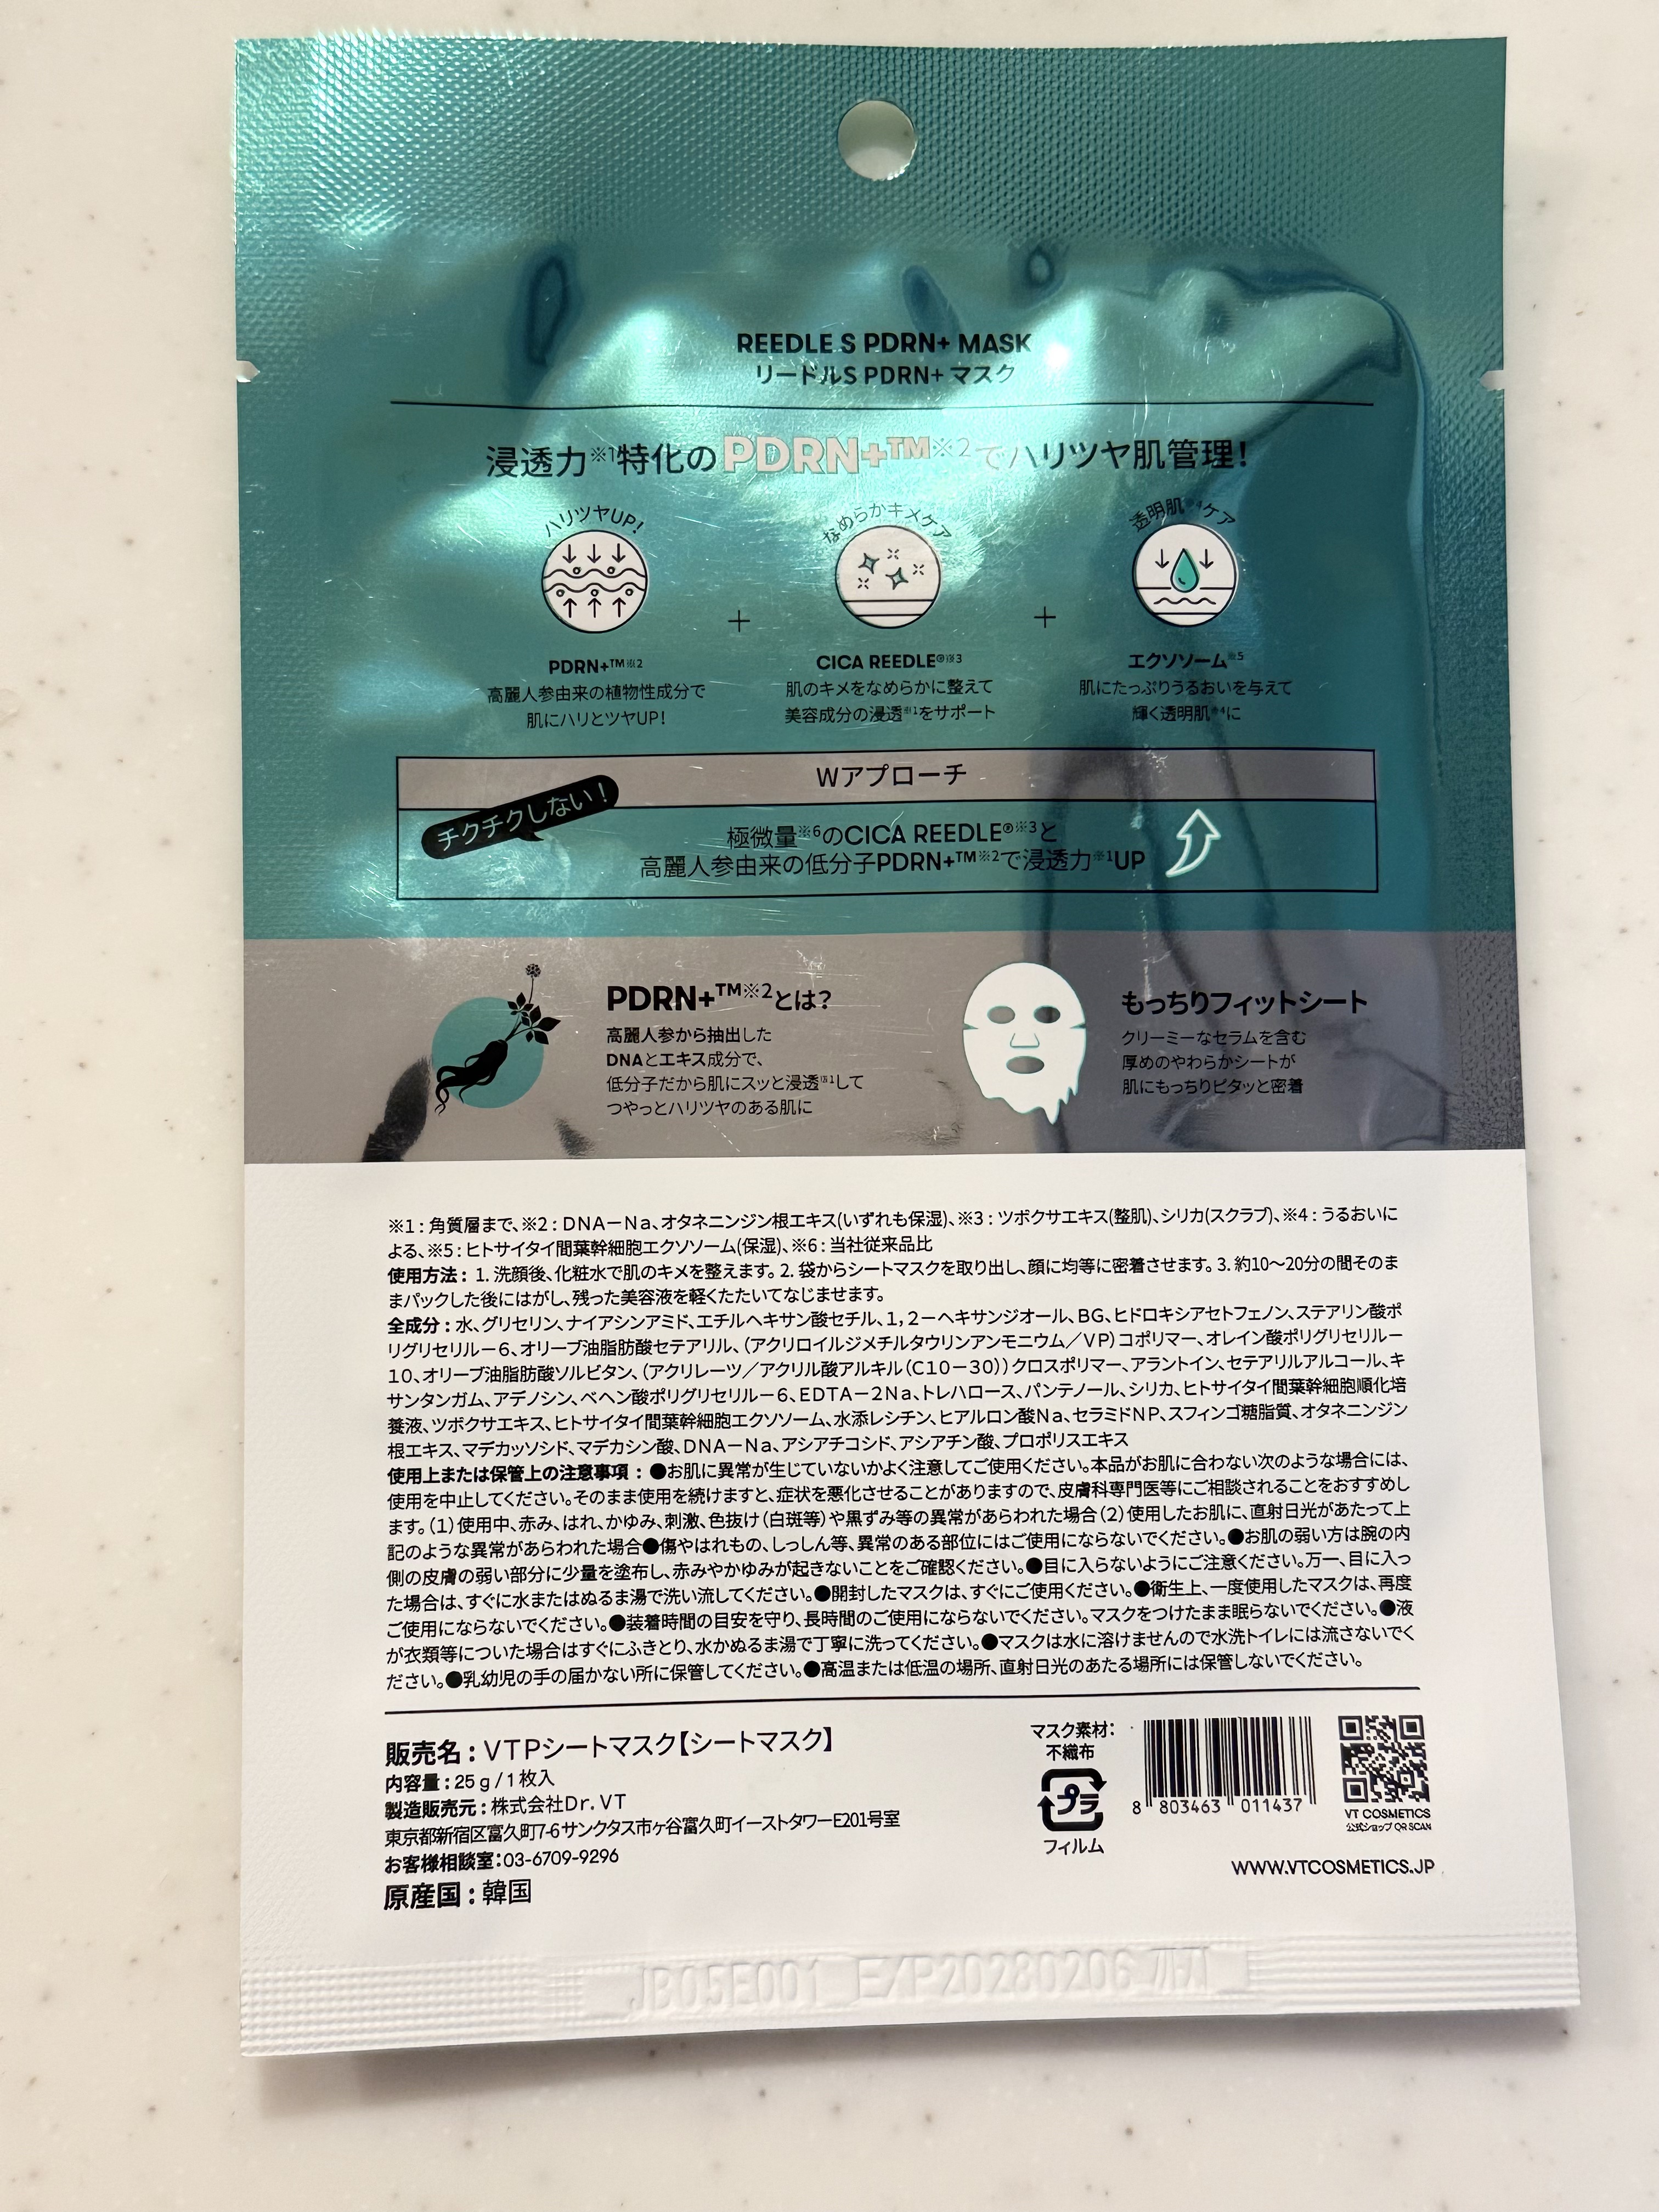 REEDLE S PDRN+ MASK
リードルS PDRN+ マスク
浸透力※1特化のPDRN+™※2でハリツヤ肌管理!
ハリツヤUP!
なめらかキメケア
透明肌※4ケア
PDRN+™※2
高麗人参由来の植物性成分で
肌にハリとツヤUP!
+
CICA REEDLE®※3
肌のキメをなめらかに整えて
美容成分の浸透※1をサポート
+
エクソソーム※5
肌にたっぷりうるおいを与えて
輝く透明肌※4に
Wアプローチ
チクチクしない!
極微量※6のCICA REEDLE®※3と
高麗人参由来の低分子PDRN+™※2で浸透力※1UP
PDRN+™※2とは?
高麗人参から抽出した
DNAとエキス成分で、
低分子だから肌にスッと浸透※1して
つやっとハリツヤのある肌に
もっちりフィットシート
クリーミーなセラムを含む
厚めのやわらかシートが
肌にもっちりピタッと密着
※1:角質層まで、※2:DNA－Na、オタネニンジン根エキス(いずれも保湿)、※3:ツボクサエキス(整肌)、シリカ(スクラブ)、※4:うるおいに
よる、※5:ヒトサイタイ間葉幹細胞エクソソーム(保湿)、※6:当社従来品比
使用方法: 1. 洗顔後、化粧水で肌のキメを整えます。2. 袋からシートマスクを取り出し、顔に均等に密着させます。3. 約10～20分の間そのま
まパックした後にはがし、残った美容液を軽くたたいてなじませます。
全成分:水、グリセリン、ナイアシンアミド、エチルヘキサン酸セチル、1,2－ヘキサンジオール、BG、ヒドロキシアセトフェノン、ステアリン酸ポ
リグリセリル－6、オリーブ油脂肪酸セテアリル、(アクリロイルジメチルタウリンアンモニウム／VP)コポリマー、オレイン酸ポリグリセリル－
10、オリーブ油脂肪酸ソルビタン、(アクリレーツ／アクリル酸アルキル(C10－30))クロスポリマー、アラントイン、セテアリルアルコール、キ
サンタンガム、アデノシン、ベヘン酸ポリグリセリル－6、EDTA－2Na、トレハロース、パンテノール、シリカ、ヒトサイタイ間葉幹細胞順化培
養液、ツボクサエキス、ヒトサイタイ間葉幹細胞エクソソーム、水添レシチン、ヒアルロン酸Na、セラミドNP、スフィンゴ糖脂質、オタネニンジン
根エキス、マデカッソシド、マデカシン酸、DNA－Na、アシアチコシド、アシアチン酸、プロポリスエキス
使用上または保管上の注意事項:●お肌に異常が生じていないかよく注意してご使用ください。本品がお肌に合わない次のような場合には、
使用を中止してください。そのまま使用を続けますと、症状を悪化させることがありますので、皮膚科専門医等にご相談されることをおすすめし
ます。(1)使用中、赤み、はれ、かゆみ、刺激、色抜け(白斑等)や黒ずみ等の異常があらわれた場合(2)使用したお肌に、直射日光があたって上
記のような異常があらわれた場合●傷やはれもの、しっしん等、異常のある部位にはご使用にならないでください。●お肌の弱い方は腕の内
側の皮膚の弱い部分に少量を塗布し、赤みやかゆみが起きないことをご確認ください。●目に入らないようにご注意ください。万一、目に入っ
た場合は、すぐに水またはぬるま湯で洗い流してください。●開封したマスクは、すぐにご使用ください。●衛生上、一度使用したマスクは、再度
ご使用にならないでください。●装着時間の目安を守り、長時間のご使用にならないでください。マスクをつけたまま眠らないでください。●液
が衣類等についた場合はすぐにふきとり、水かぬるま湯で丁寧に洗ってください。●マスクは水に溶けませんので水洗トイレには流さないでく
ださい。●乳幼児の手の届かない所に保管してください。●高温または低温の場所、直射日光のあたる場所には保管しないでください。
販売名:VTPシートマスク【シートマスク】
内容量:25g/1枚入
製造販売元:株式会社Dr.VT
東京都新宿区富久町7-6サンクタス市ヶ谷富久町イーストタワーE201号室
お客様相談室:03-6709-9296
原産国:韓国
マスク素材:
不織布
プラ
フィルム
8 803463 011437
VT COSMETICS
公式ショップ QR SCAN
WWW.VTCOSMETICS.JP
JB05E001 EXP20280206 까지